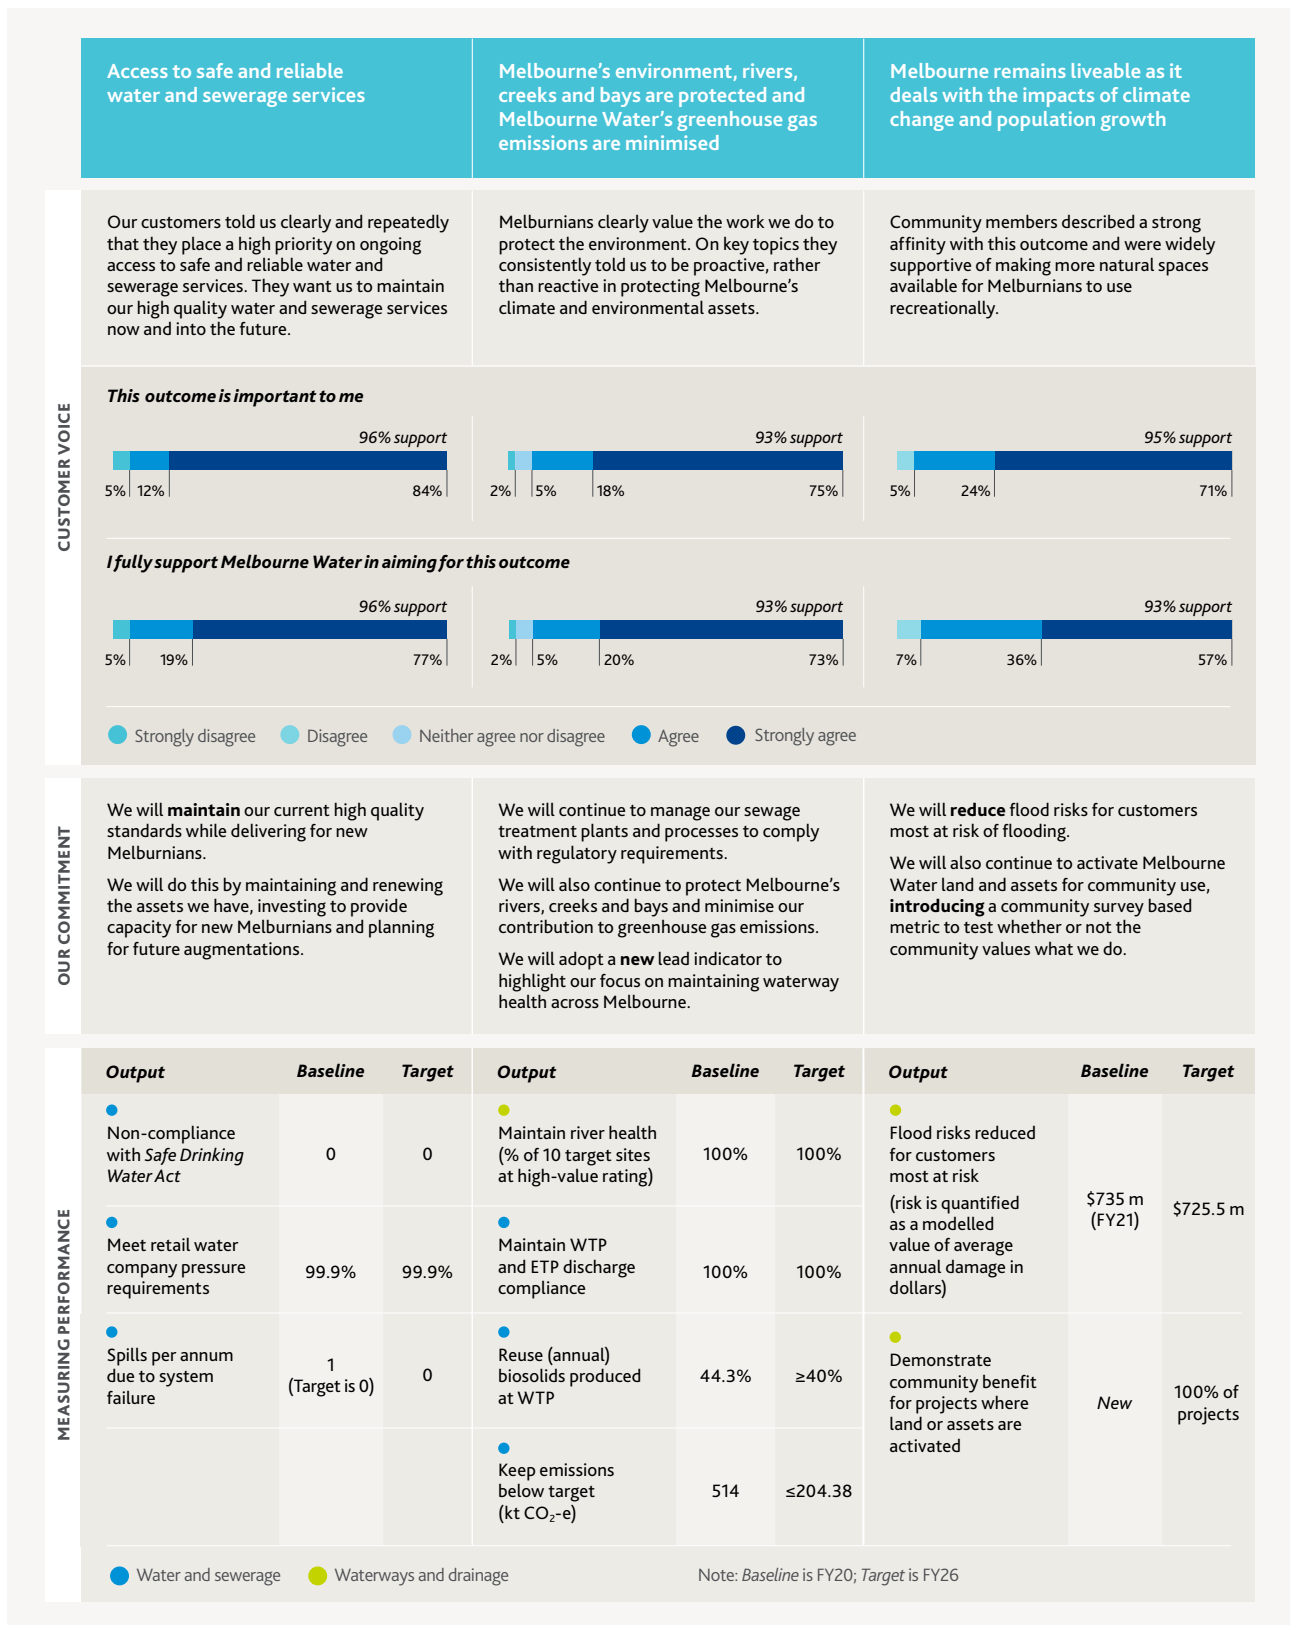 Access to safe and reliable
water and sewerage services
Melbourne’s environment, rivers,
creeks and bays are protected and
Melbourne Water’s greenhouse gas
emissions are minimised
Melbourne remains liveable as it
deals with the impacts of climate
change and population growth
CUSTOMER VOICE
Our customers told us clearly and repeatedly
that they place a high priority on ongoing
access to safe and reliable water and
sewerage services. They want us to maintain
our high quality water and sewerage services
now and into the future.
Melburnians clearly value the work we do to
protect the environment. On key topics they
consistently told us to be proactive, rather
than reactive in protecting Melbourne’s
climate and environmental assets.
Community members described a strong
affinity with this outcome and were widely
supportive of making more natural spaces
available for Melburnians to use
recreationally.
This outcome is important to me
96% support
5% 12% 84%
93% support
2% 5% 18% 75%
95% support
5% 24% 71%
I fully support Melbourne Water in aiming for this outcome
96% support
5% 19% 77%
93% support
2% 5% 20% 73%
93% support
7% 36% 57%
Strongly disagree Disagree Neither agree nor disagree Agree Strongly agree
OUR COMMITMENT
We will maintain our current high quality
standards while delivering for new
Melburnians.
We will do this by maintaining and renewing
the assets we have, investing to provide
capacity for new Melburnians and planning
for future augmentations.
We will continue to manage our sewage
treatment plants and processes to comply
with regulatory requirements.
We will also continue to protect Melbourne’s
rivers, creeks and bays and minimise our
contribution to greenhouse gas emissions.
We will adopt a new lead indicator to
highlight our focus on maintaining waterway
health across Melbourne.
We will reduce flood risks for customers
most at risk of flooding.
We will also continue to activate Melbourne
Water land and assets for community use,
introducing a community survey based
metric to test whether or not the
community values what we do.
MEASURING PERFORMANCE
Output Baseline Target
Non-compliance
with Safe Drinking
Water Act
0 0
Meet retail water
company pressure
requirements
99.9% 99.9%
Spills per annum
due to system
failure
1
(Target is 0)
0
Output Baseline Target
Maintain river health
(% of 10 target sites
at high-value rating)
100% 100%
Maintain WTP
and ETP discharge
compliance
100% 100%
Reuse (annual)
biosolids produced
at WTP
44.3% ≥40%
Keep emissions
below target
(kt CO₂-e)
514 ≤204.38
Output Baseline Target
Flood risks reduced
for customers
most at risk
(risk is quantified
as a modelled
value of average
annual damage in
dollars)
$735 m
(FY21)
$725.5 m
Demonstrate
community benefit
for projects where
land or assets are
activated
New
100% of
projects
Water and sewerage Waterways and drainage Note: Baseline is FY20; Target is FY26